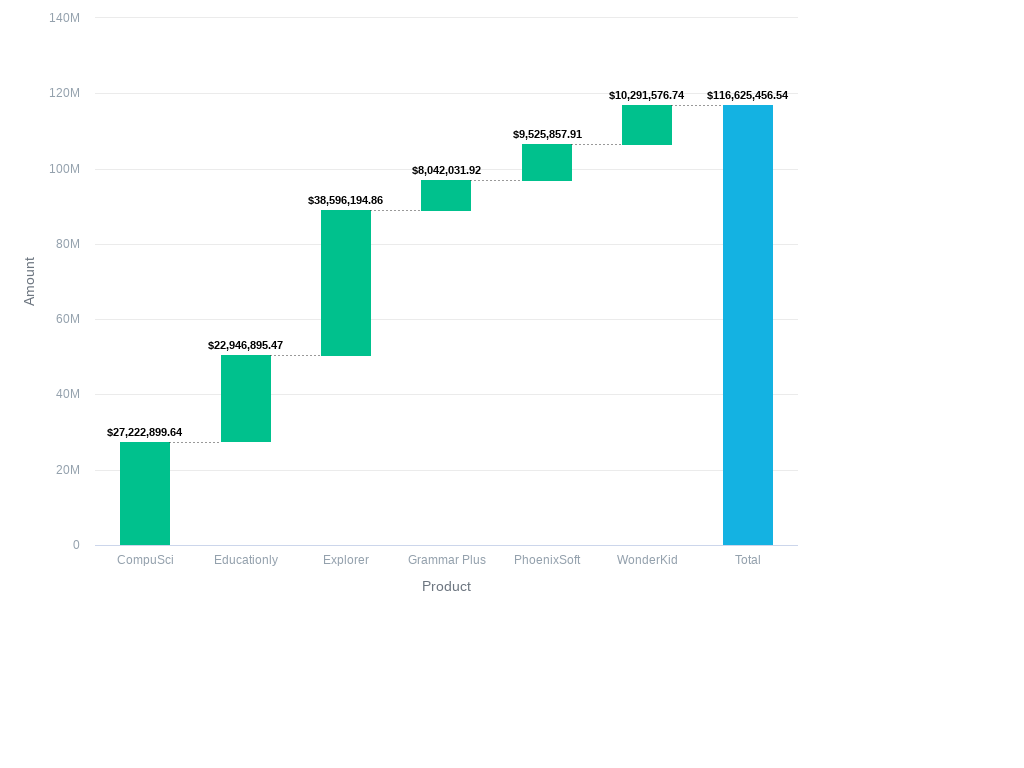 140M
120M
100M
80M
60M
40M
20M
0
Amount
$27,222,899.64
$22,946,895.47
$38,596,194.86
$8,042,031.92
$9,525,857.91
$10,291,576.74
$116,625,456.54
CompuSci
Educationly
Explorer
Grammar Plus
PhoenixSoft
WonderKid
Total
Product